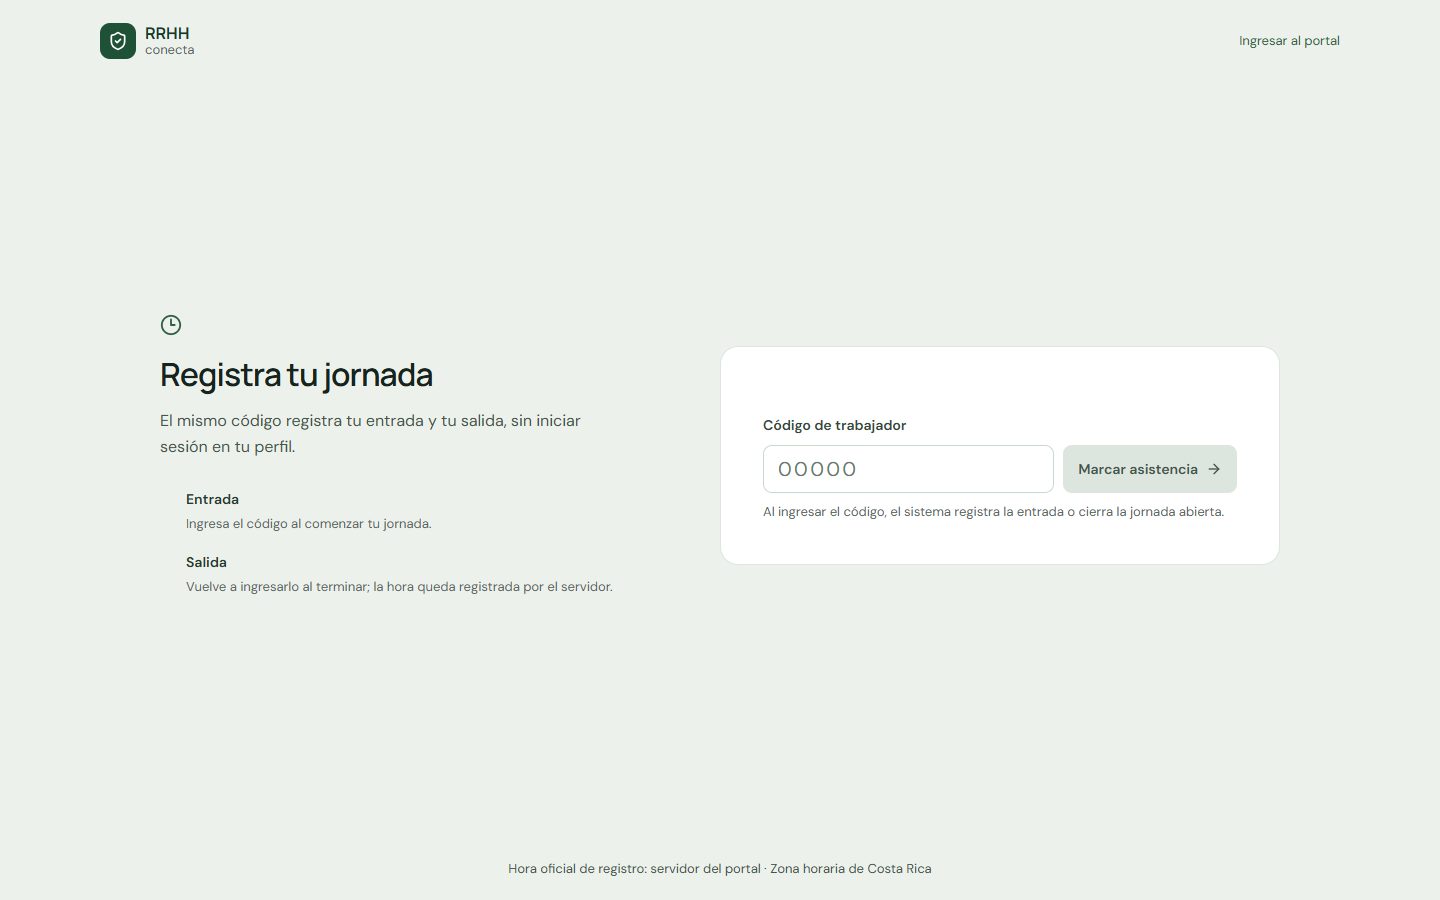 RRHH
conecta
Ingresar al portal
Registra tu jornada
El mismo código registra tu entrada y tu salida, sin iniciar
sesión en tu perfil.
Entrada
Ingresa el código al comenzar tu jornada.
Salida
Vuelve a ingresarlo al terminar; la hora queda registrada por el servidor.
Código de trabajador
00000
Marcar asistencia →
Al ingresar el código, el sistema registra la entrada o cierra la jornada abierta.
Hora oficial de registro: servidor del portal · Zona horaria de Costa Rica